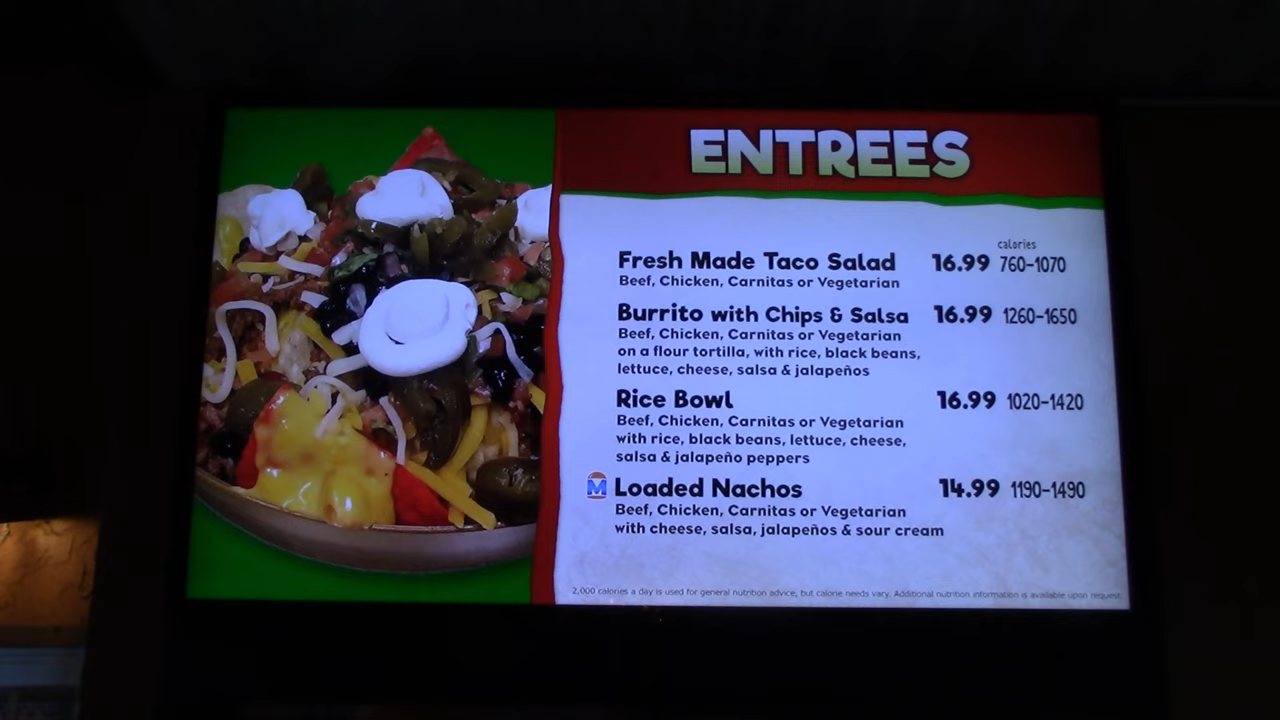 ENTREES
calories
Fresh Made Taco Salad 16.99 760-1070
Beef, Chicken, Carnitas or Vegetarian
Burrito with Chips & Salsa 16.99 1260-1650
Beef, Chicken, Carnitas or Vegetarian
on a flour tortilla, with rice, black beans,
lettuce, cheese, salsa & jalapeños
Rice Bowl 16.99 1020-1420
Beef, Chicken, Carnitas or Vegetarian
with rice, black beans, lettuce, cheese,
salsa & jalapeño peppers
M Loaded Nachos 14.99 1190-1490
Beef, Chicken, Carnitas or Vegetarian
with cheese, salsa, jalapeños & sour cream
2,000 calories a day is used for general nutrition advice, but calorie needs vary. Additional nutrition information is available upon request.